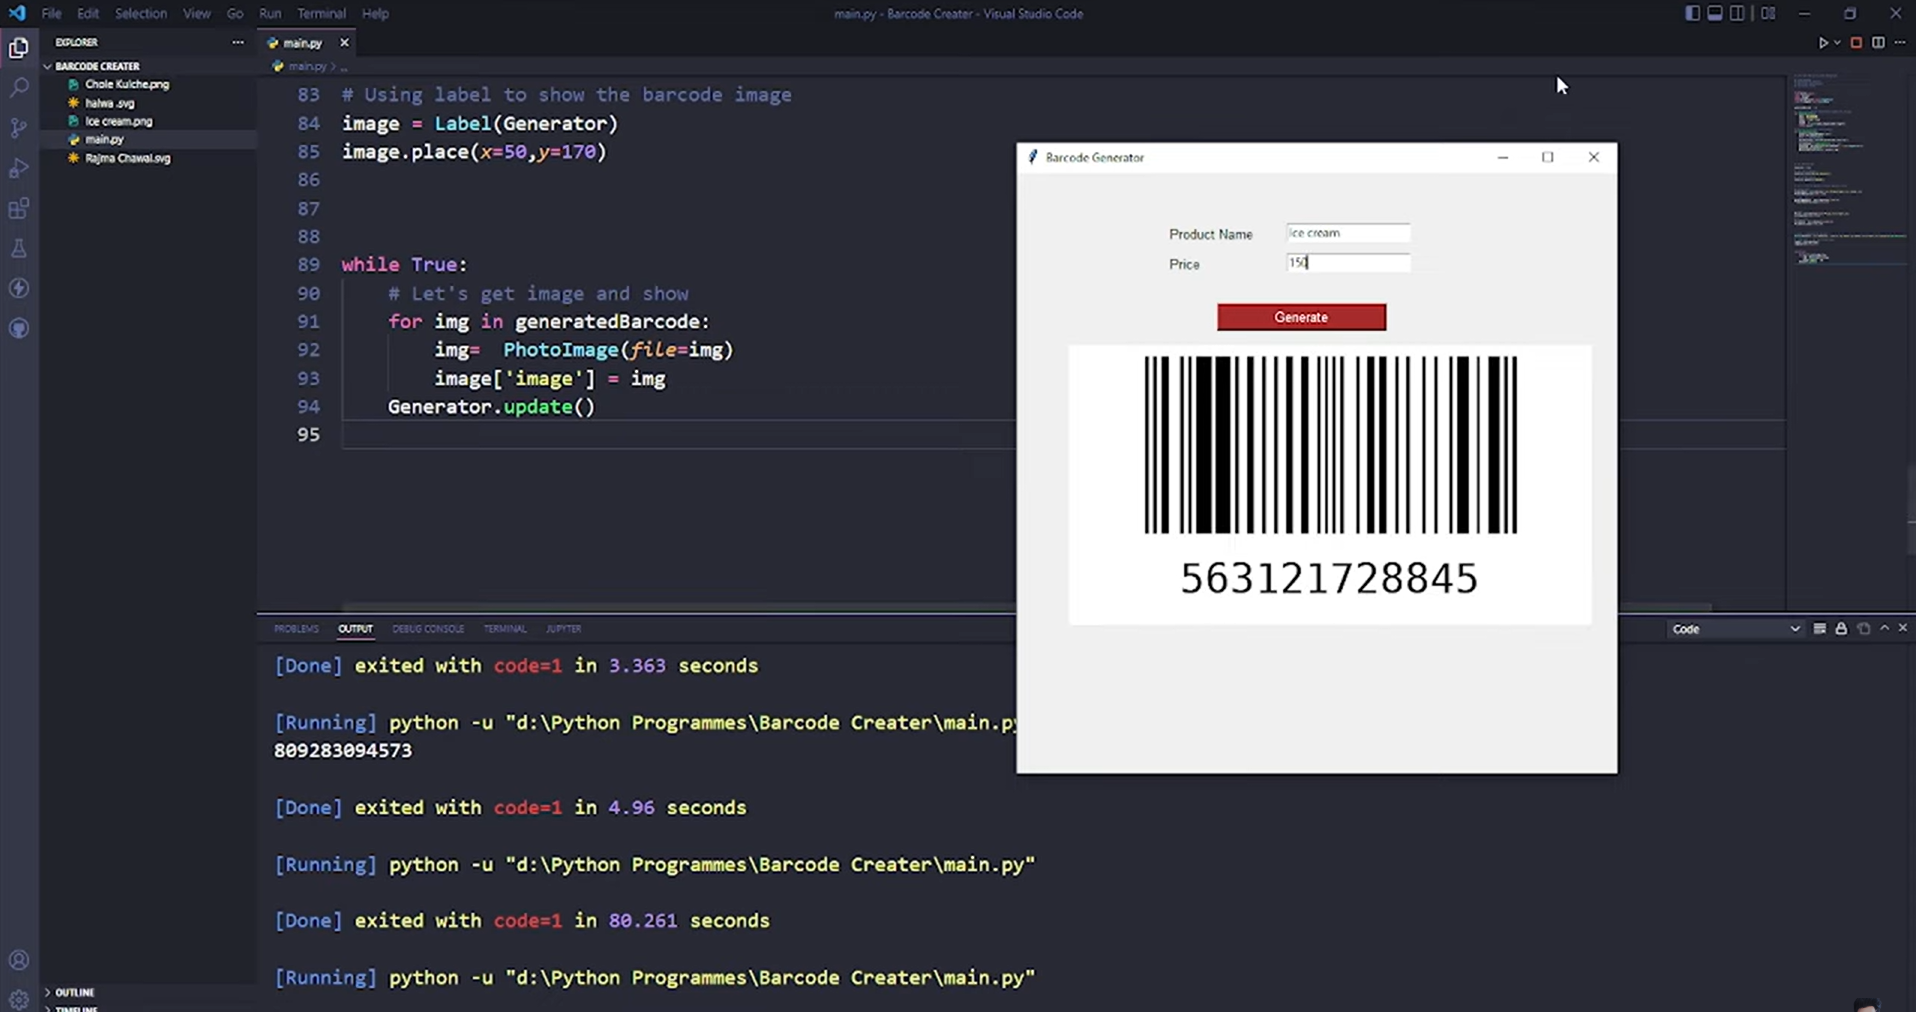 File Edit Selection View Go Run Terminal Help
main.py - Barcode Creater - Visual Studio Code
EXPLORER
main.py
BARCODE CREATER
Chole Kulche.png
halwa .svg
Ice cream.png
main.py
Rajma Chawal.svg
main.py > ...
83 # Using label to show the barcode image
84 image = Label(Generator)
85 image.place(x=50,y=170)
86
87
88
89 while True:
90 # Let's get image and show
91 for img in generatedBarcode:
92 img=  PhotoImage(file=img)
93 image['image'] = img
94 Generator.update()
95
Barcode Generator
Product Name Ice cream
Price 150
Generate
563121728845
PROBLEMS OUTPUT DEBUG CONSOLE TERMINAL JUPYTER
Code
[Done] exited with code=1 in 3.363 seconds
[Running] python -u "d:\Python Programmes\Barcode Creater\main.py
809283094573
[Done] exited with code=1 in 4.96 seconds
[Running] python -u "d:\Python Programmes\Barcode Creater\main.py"
[Done] exited with code=1 in 80.261 seconds
[Running] python -u "d:\Python Programmes\Barcode Creater\main.py"
OUTLINE
TIMELINE